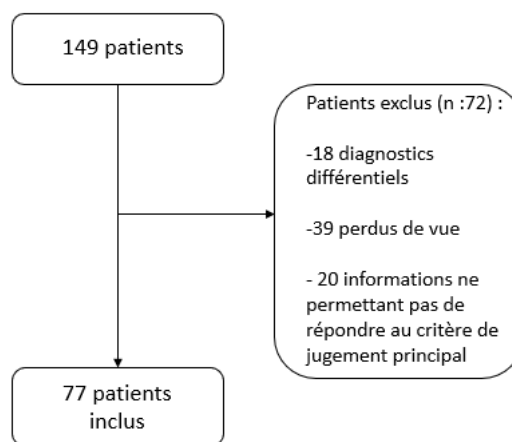 149 patients
Patients exclus (n :72) :
-18 diagnostics
différentiels
-39 perdus de vue
- 20 informations ne
permettant pas de
répondre au critère de
jugement principal
77 patients
inclus